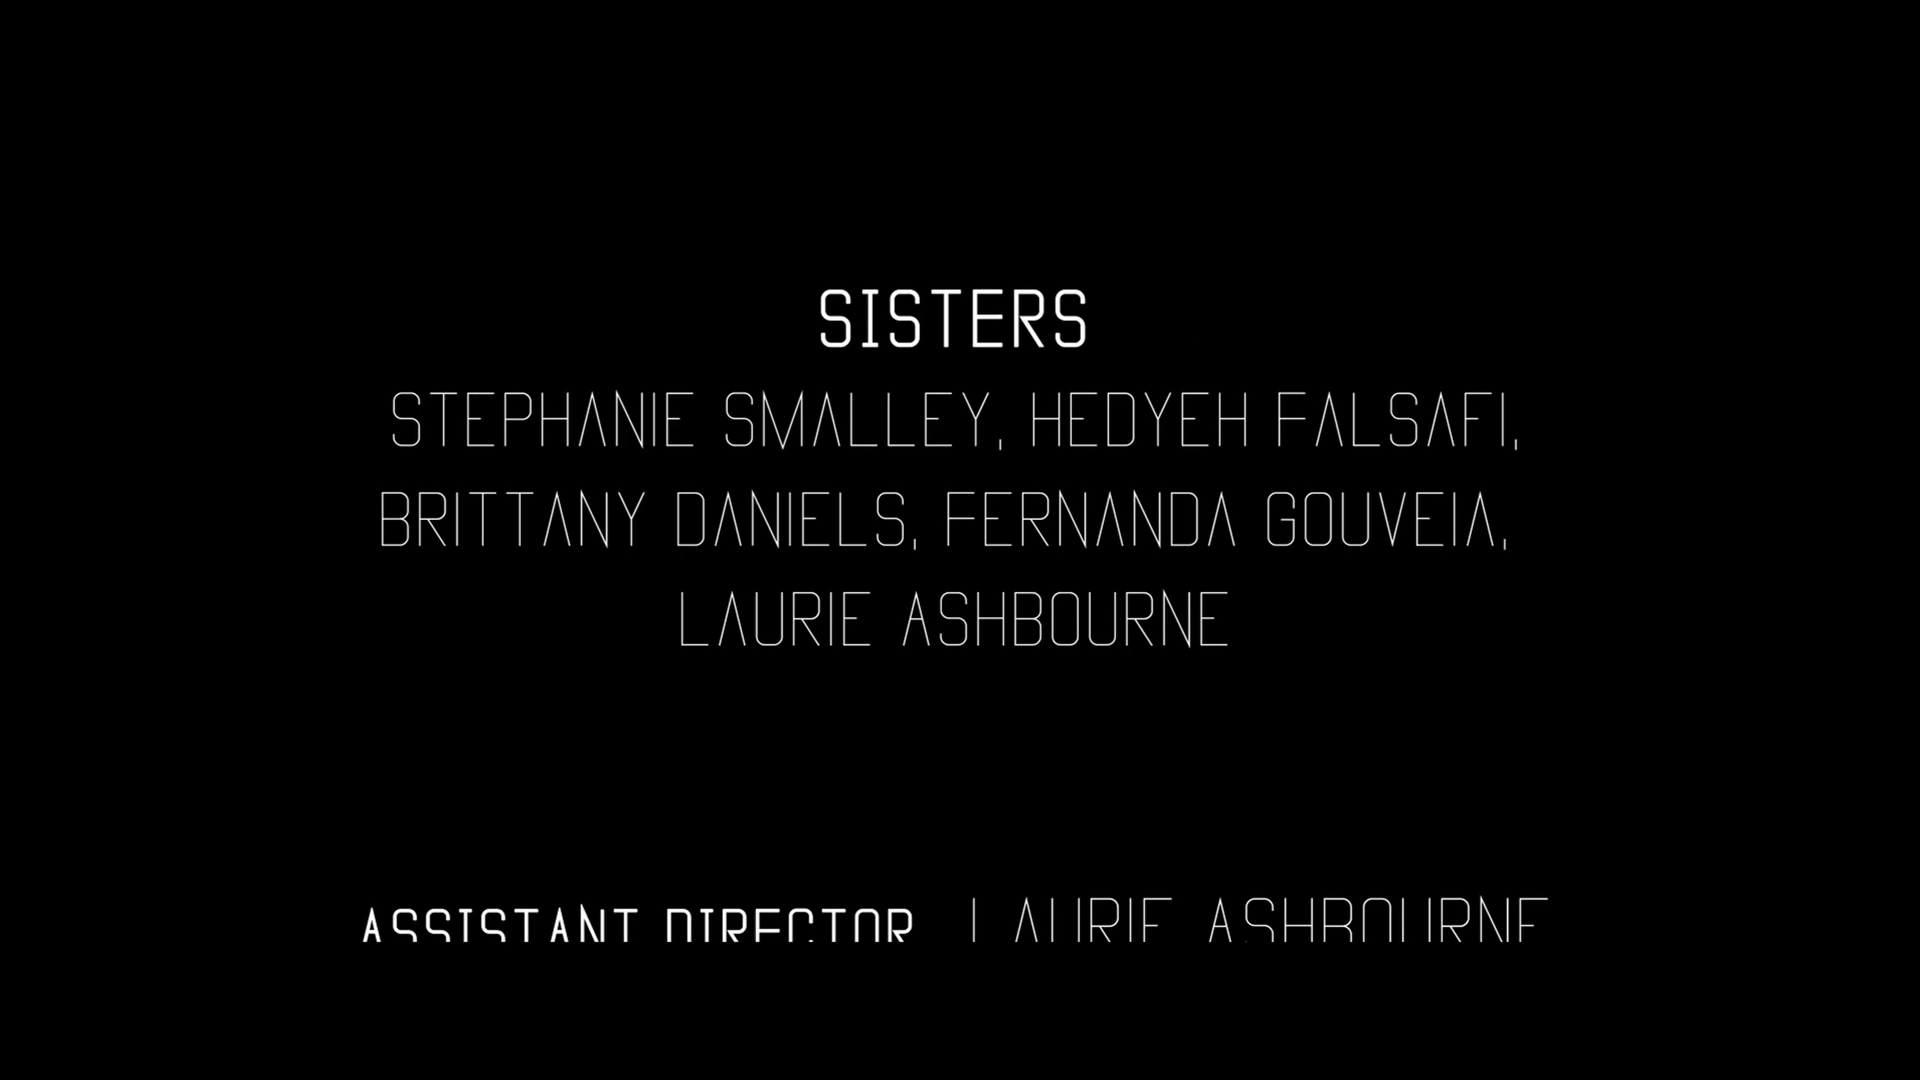 SISTERS
STEPHANIE SMALLEY, HEDYEH FALSAFI,
BRITTANY DANIELS, FERNANDA GOUVEIA,
LAURIE ASHBOURNE
ASSISTANT DIRECTOR LAURIE ASHBOURNE